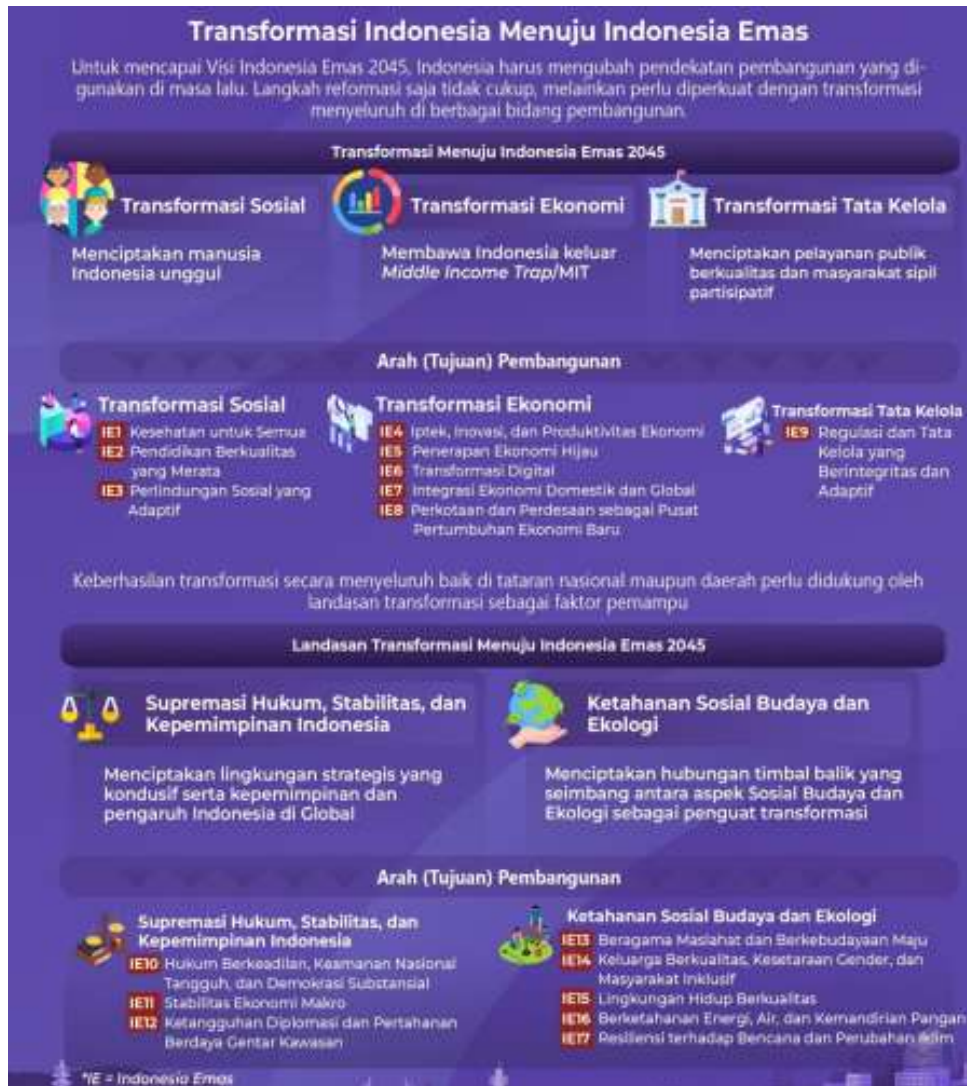 Transformasi Indonesia Menuju Indonesia Emas
Untuk mencapai Visi Indonesia Emas 2045, Indonesia harus mengubah pendekatan pembangunan yang di-
gunakan di masa lalu. Langkah reformasi saja tidak cukup, melainkan perlu diperkuat dengan transformasi
menyeluruh di berbagai bidang pembangunan.
Transformasi Menuju Indonesia Emas 2045
Transformasi Sosial
Menciptakan manusia
Indonesia unggul
Transformasi Ekonomi
Membawa Indonesia keluar
Middle Income Trap/MIT
Transformasi Tata Kelola
Menciptakan pelayanan publik
berkualitas dan masyarakat sipil
partisipatif
Arah (Tujuan) Pembangunan
Transformasi Sosial
IE1 Kesehatan untuk Semua
IE2 Pendidikan Berkualitas
yang Merata
IE3 Perlindungan Sosial yang
Adaptif
Transformasi Ekonomi
IE4 Iptek, Inovasi, dan Produktivitas Ekonomi
IE5 Penerapan Ekonomi Hijau
IE6 Transformasi Digital
IE7 Integrasi Ekonomi Domestik dan Global
IE8 Perkotaan dan Perdesaan sebagai Pusat
Pertumbuhan Ekonomi Baru
Transformasi Tata Kelola
IE9 Regulasi dan Tata
Kelola yang
Berintegritas dan
Adaptif
Keberhasilan transformasi secara menyeluruh baik di tataran nasional maupun daerah perlu didukung oleh
landasan transformasi sebagai faktor pemampu
Landasan Transformasi Menuju Indonesia Emas 2045
Supremasi Hukum, Stabilitas, dan
Kepemimpinan Indonesia
Menciptakan lingkungan strategis yang
kondusif serta kepemimpinan dan
pengaruh Indonesia di Global
Ketahanan Sosial Budaya dan
Ekologi
Menciptakan hubungan timbal balik yang
seimbang antara aspek Sosial Budaya dan
Ekologi sebagai penguat transformasi
Arah (Tujuan) Pembangunan
Supremasi Hukum, Stabilitas, dan
Kepemimpinan Indonesia
IE10 Hukum Berkeadilan, Keamanan Nasional
Tangguh, dan Demokrasi Substansial
IE11 Stabilitas Ekonomi Makro
IE12 Ketangguhan Diplomasi dan Pertahanan
Berdaya Gentar Kawasan
Ketahanan Sosial Budaya dan Ekologi
IE13 Beragama Maslahat dan Berkebudayaan Maju
IE14 Keluarga Berkualitas, Kesetaraan Gender, dan
Masyarakat Inklusif
IE15 Lingkungan Hidup Berkualitas
IE16 Berketahanan Energi, Air, dan Kemandirian Pangan
IE17 Resiliensi terhadap Bencana dan Perubahan Iklim
*IE = Indonesia Emas